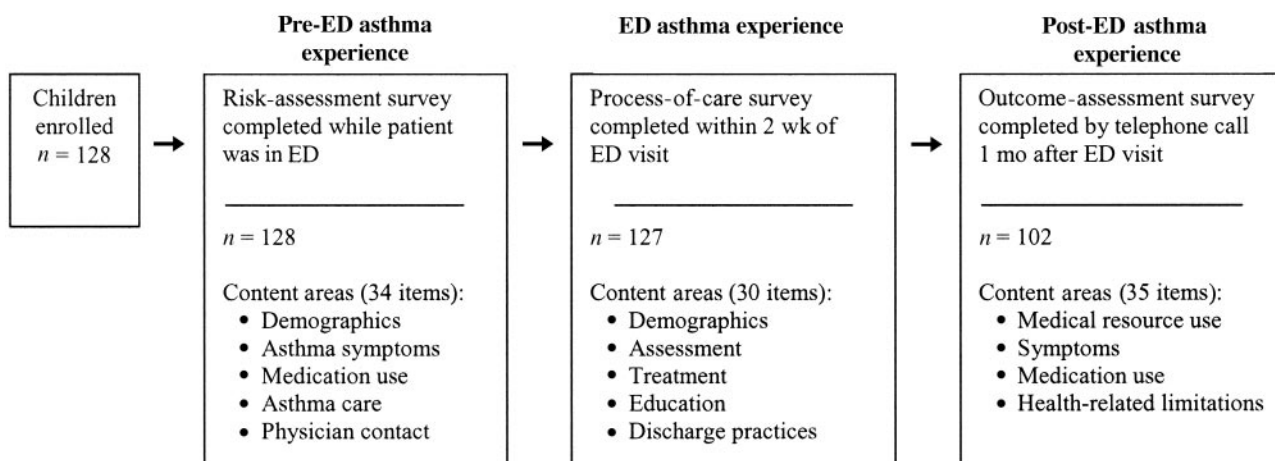 Pre-ED asthma
experience
ED asthma experience
Post-ED asthma
experience
Children
enrolled
n = 128
Risk-assessment survey
completed while patient
was in ED
n = 128
Content areas (34 items):
• Demographics
• Asthma symptoms
• Medication use
• Asthma care
• Physician contact
Process-of-care survey
completed within 2 wk of
ED visit
n = 127
Content areas (30 items):
• Demographics
• Assessment
• Treatment
• Education
• Discharge practices
Outcome-assessment survey
completed by telephone call
1 mo after ED visit
n = 102
Content areas (35 items):
• Medical resource use
• Symptoms
• Medication use
• Health-related limitations